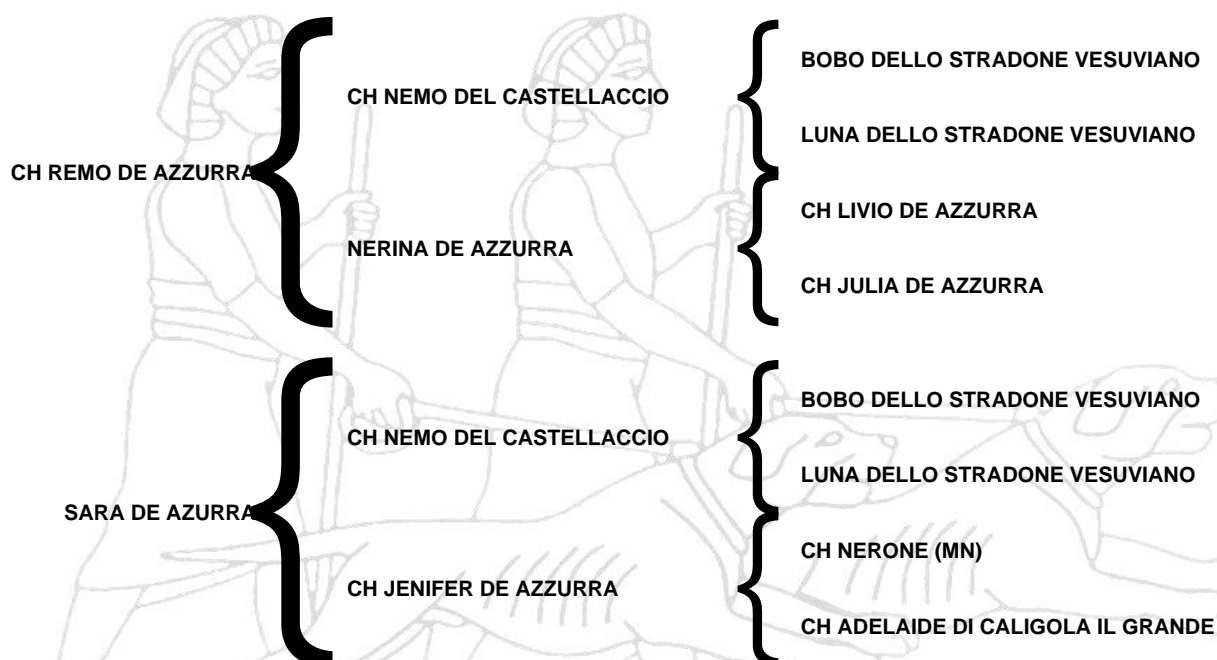 BOBO DELLO STRADONE VESUVIANO
CH NEMO DEL CASTELLACCIO
LUNA DELLO STRADONE VESUVIANO
CH REMO DE AZZURRA
CH LIVIO DE AZZURRA
NERINA DE AZZURRA
CH JULIA DE AZZURRA
BOBO DELLO STRADONE VESUVIANO
CH NEMO DEL CASTELLACCIO
LUNA DELLO STRADONE VESUVIANO
SARA DE AZURRA
CH NERONE (MN)
CH JENIFER DE AZZURRA
CH ADELAIDE DI CALIGOLA IL GRANDE